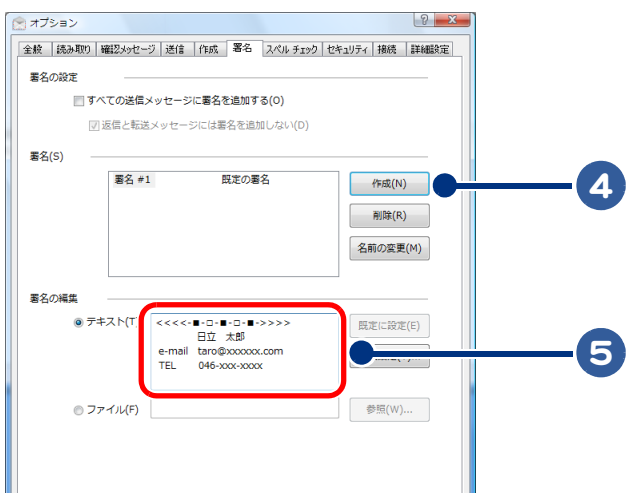 オプション
全般 読み取り 確認メッセージ 送信 作成 署名 スペル チェック セキュリティ 接続 詳細設定
署名の設定
すべての送信メッセージに署名を追加する(O)
返信と転送メッセージには署名を追加しない(D)
署名(S)
署名 #1 既定の署名
作成(N)
4
削除(R)
名前の変更(M)
署名の編集
テキスト(T)
<<<<-■-□-■-□-■->>>>
日立 太郎
e-mail taro@xxxxxx.com
TEL 046-xxx-xxxx
既定に設定(E)
5
ファイル(F)
参照(W)...